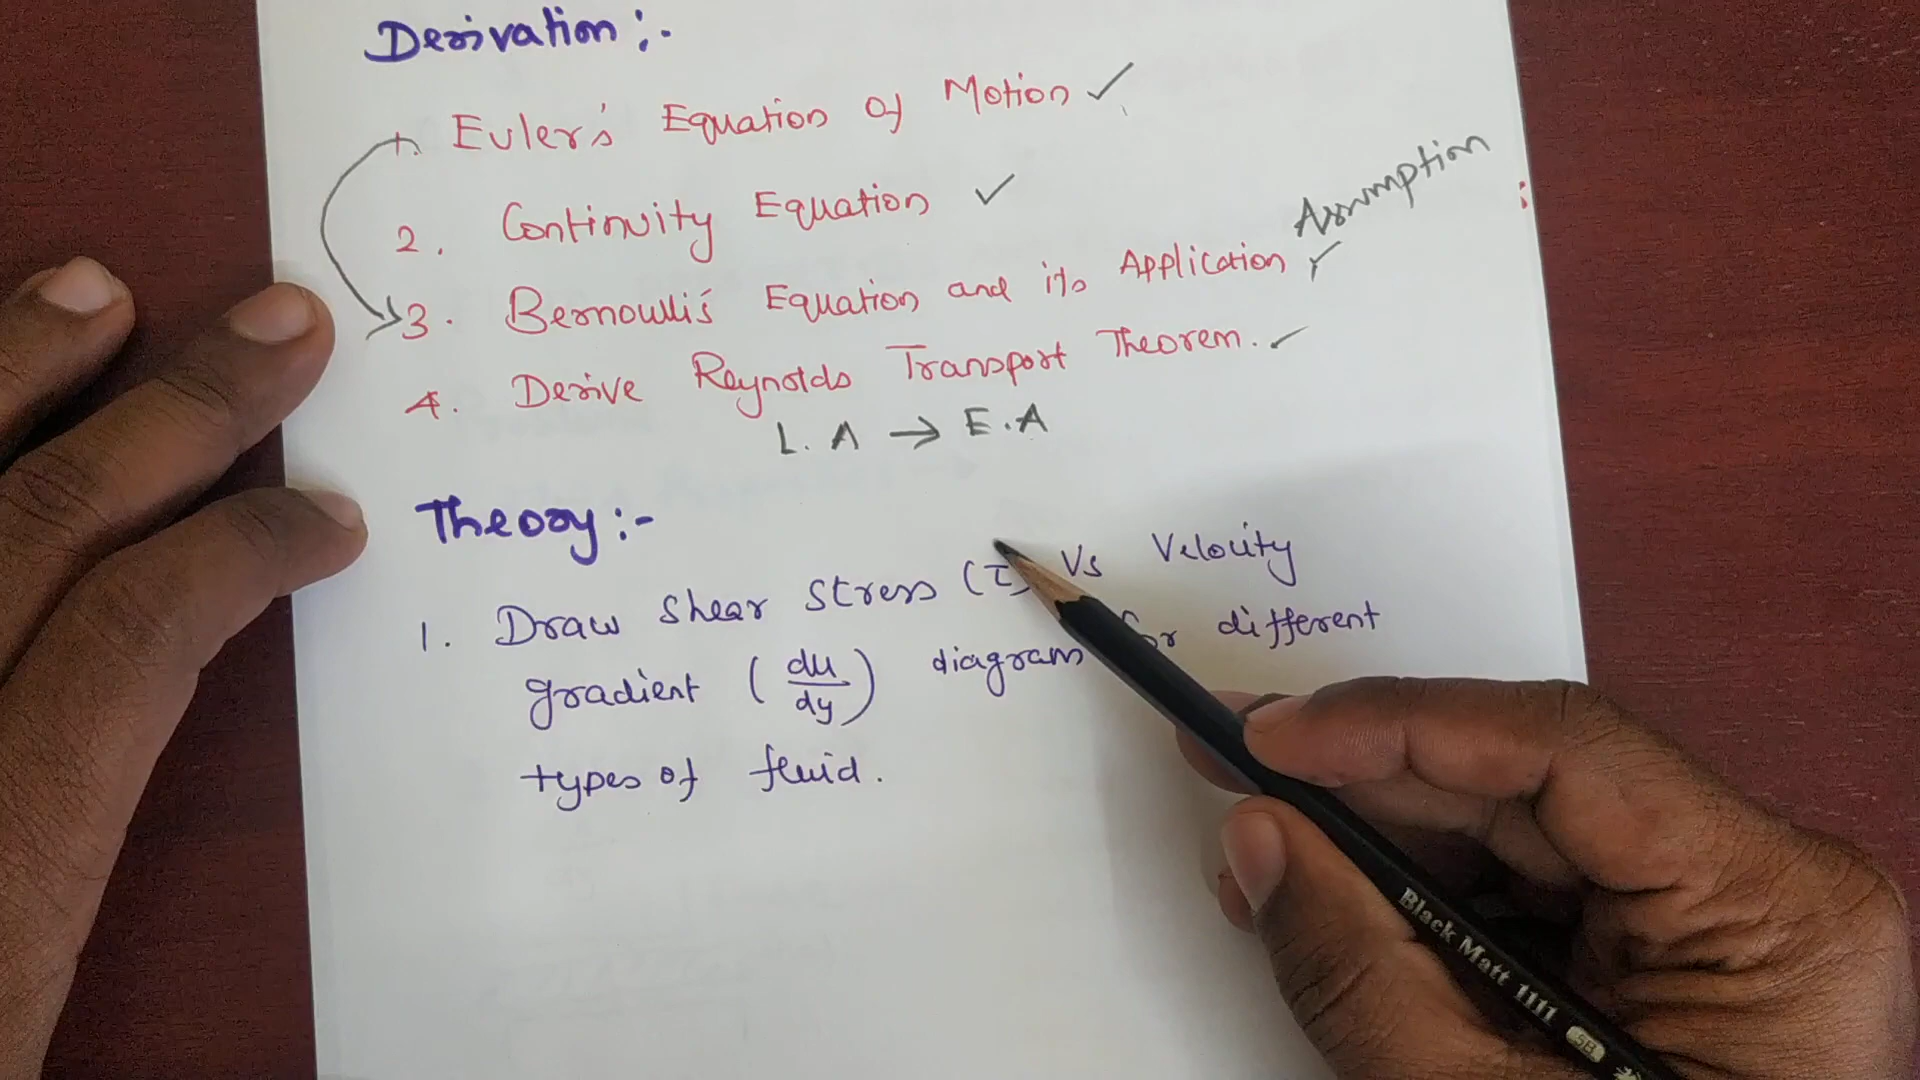 Derivation :-
1. Euler's Equation of Motion ✓
2. Continuity Equation ✓
Assumption
3. Bernoulli's Equation and its Application ✓
4. Derive Reynolds Transport Theorem. ✓
L.A → E.A
Theory :-
1. Draw Shear Stress (τ) Vs Velocity
gradient (du/dy) diagram for different
types of fluid.
Black Matt 1111 5B